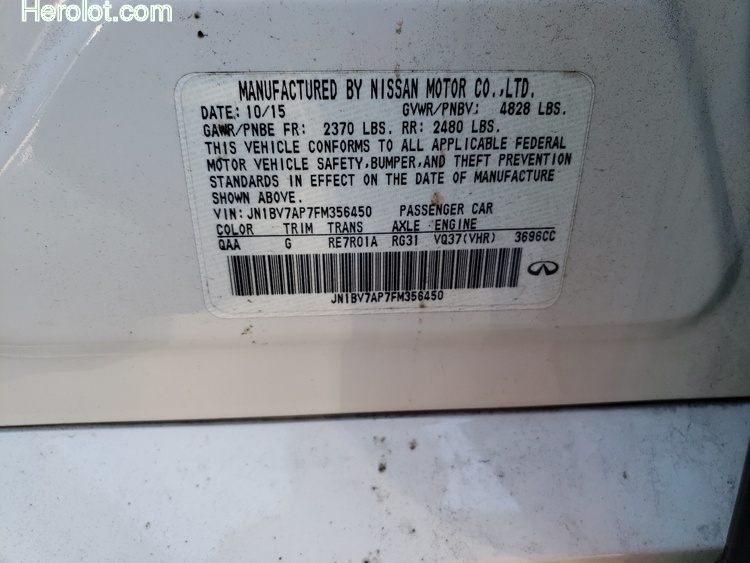 Herolot.com
MANUFACTURED BY NISSAN MOTOR CO.,LTD.
DATE: 10/15 GVWR/PNBV: 4828 LBS.
GAWR/PNBE FR: 2370 LBS. RR: 2480 LBS.
THIS VEHICLE CONFORMS TO ALL APPLICABLE FEDERAL
MOTOR VEHICLE SAFETY,BUMPER,AND THEFT PREVENTION
STANDARDS IN EFFECT ON THE DATE OF MANUFACTURE
SHOWN ABOVE.
VIN: JN1BV7AP7FM356450 PASSENGER CAR
COLOR TRIM TRANS AXLE ENGINE
QAA G RE7R01A RG31 VQ37(VHR) 3696CC
JN1BV7AP7FM356450